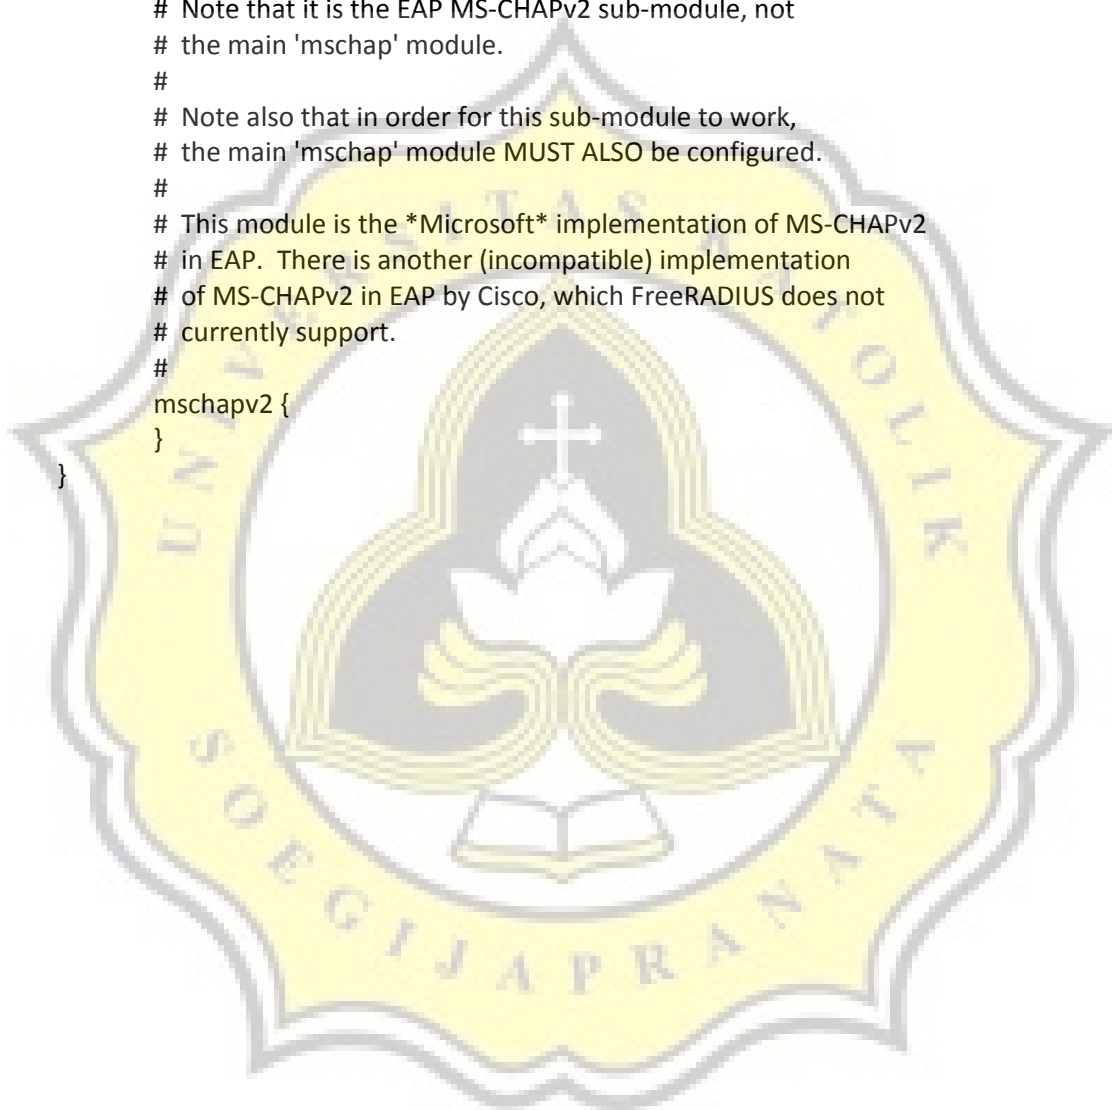 # Note that it is the EAP MS-CHAPv2 sub-module, not
# the main 'mschap' module.
#
# Note also that in order for this sub-module to work,
# the main 'mschap' module MUST ALSO be configured.
#
# This module is the *Microsoft* implementation of MS-CHAPv2
# in EAP. There is another (incompatible) implementation
# of MS-CHAPv2 in EAP by Cisco, which FreeRADIUS does not
# currently support.
#
mschapv2 {
}
}
UNIVERSITAS KATOLIK
SOEGIJAPRANATA